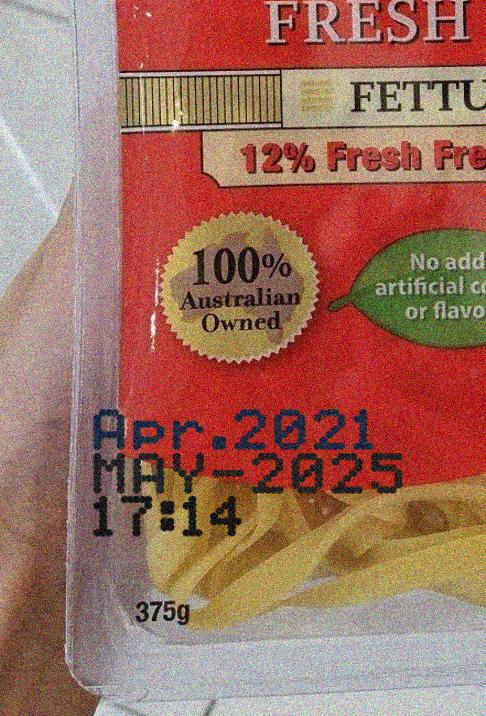 FRESH
FETTU
12% Fresh Fre
100%
Australian
Owned
No add
artificial co
or flavo
Apr.2021
MAY-2025
17:14
375g